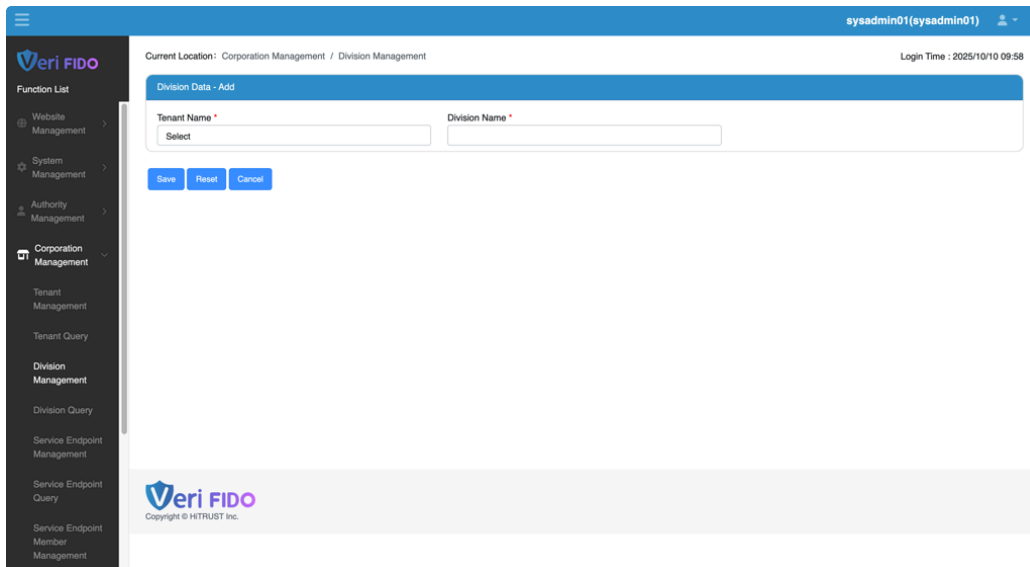 sysadmin01(sysadmin01)
Veri FIDO
Function List
Website
Management
System
Management
Authority
Management
Corporation
Management
Tenant
Management
Tenant Query
Division
Management
Division Query
Service Endpoint
Management
Service Endpoint
Query
Service Endpoint
Member
Management
Current Location: Corporation Management / Division Management
Login Time : 2025/10/10 09:58
Division Data - Add
Tenant Name *
Division Name *
Select
Save Reset Cancel
Veri FIDO
Copyright © HiTRUST Inc.